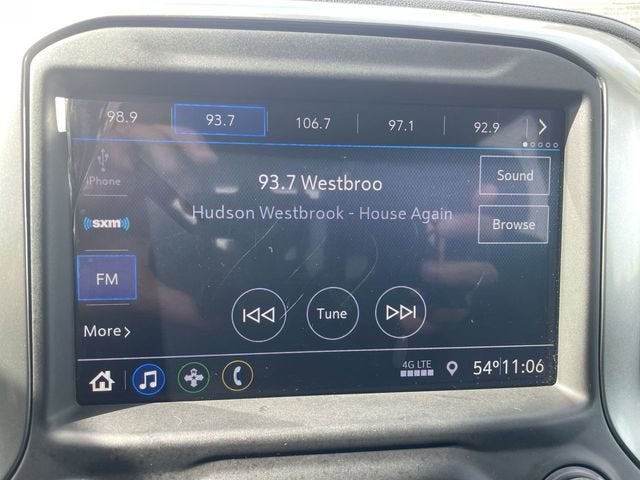 98.9 93.7 106.7 97.1 92.9
iPhone
93.7 Westbroo
Sound
Hudson Westbrook - House Again
sxm
Browse
FM
Tune
More
4G LTE
54° 11:06